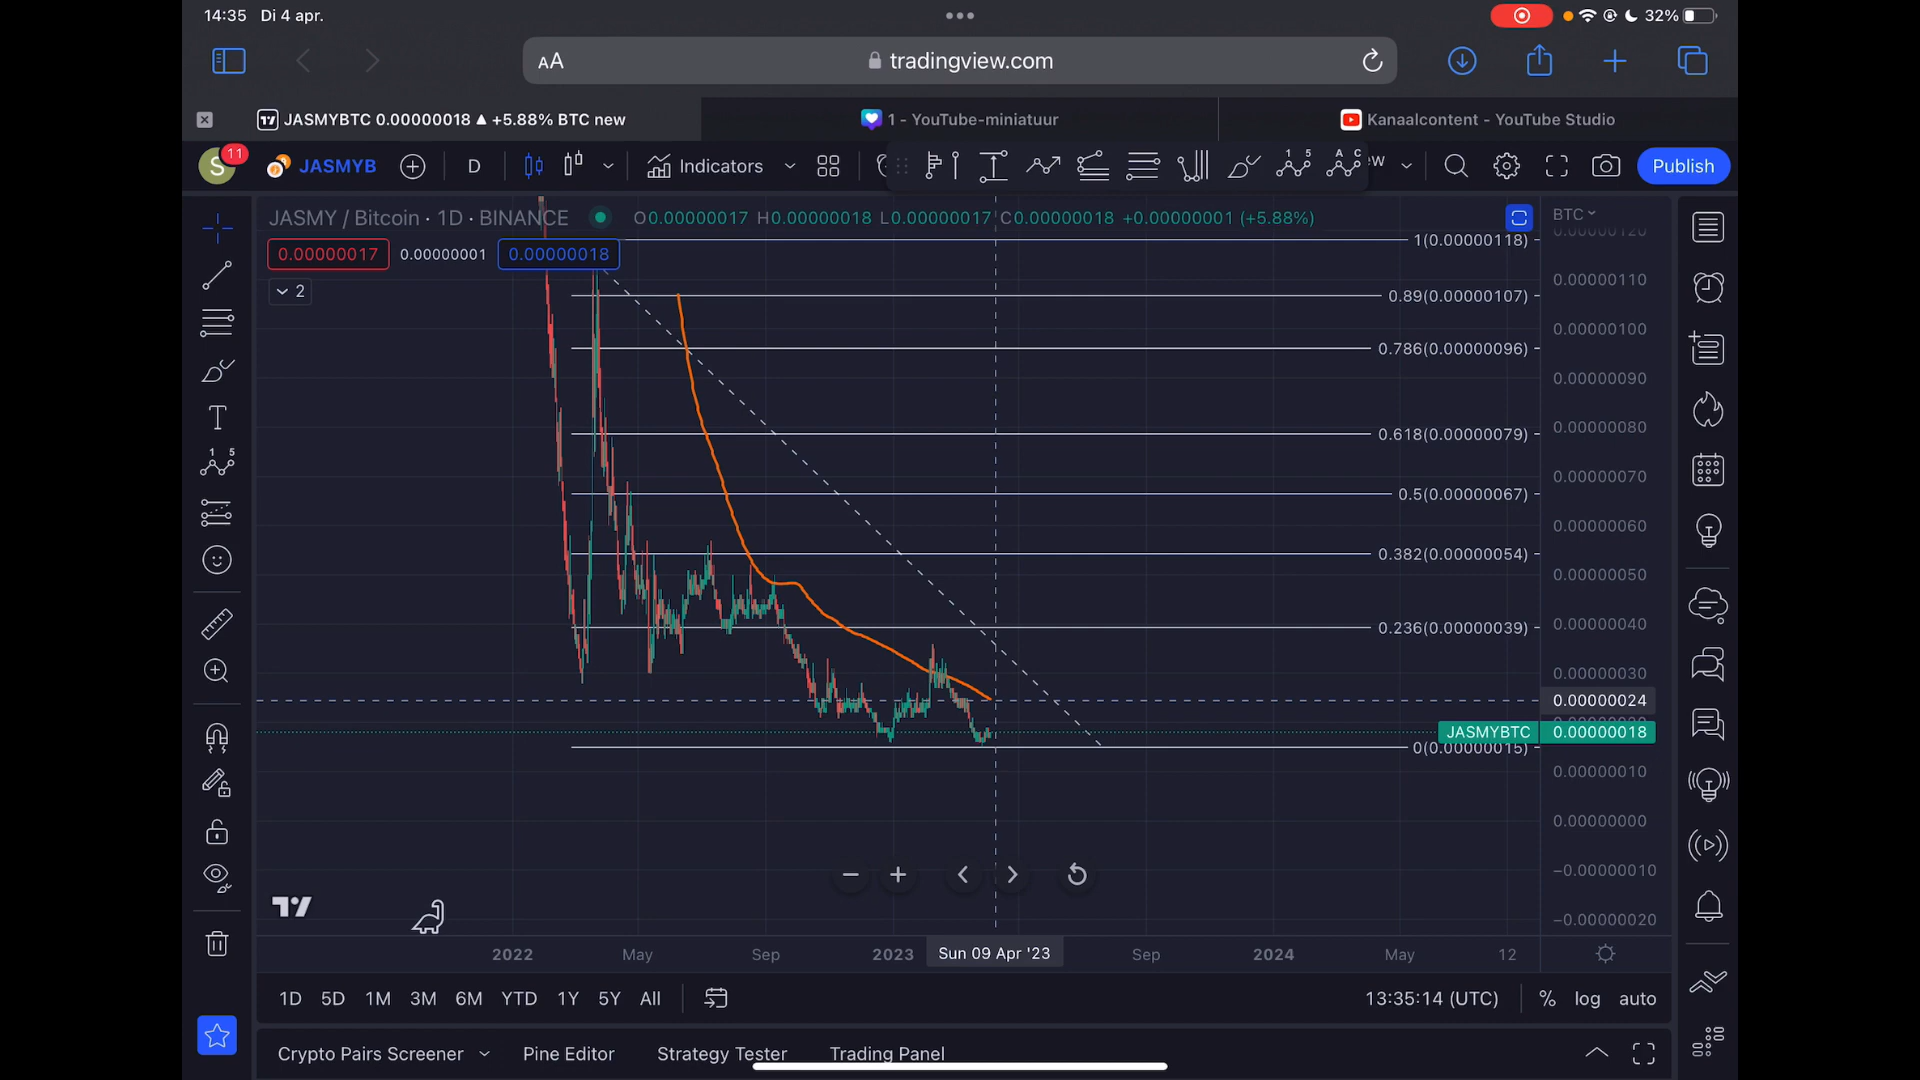 14:35 Di 4 apr. 32%
AA tradingview.com
JASMYBTC 0.00000018 ▲ +5.88% BTC new
1 - YouTube-miniatuur
Kanaalcontent - YouTube Studio
S 11 JASMYB D Indicators Publish
JASMY / Bitcoin · 1D · BINANCE O0.00000017 H0.00000018 L0.00000017 C0.00000018 +0.00000001 (+5.88%)
BTC
0.00000017 0.00000001 0.00000018
2
1(0.00000118)
0.00000120
0.00000110
0.89(0.00000107)
0.00000100
0.786(0.00000096)
0.00000090
0.618(0.00000079)
0.00000080
0.00000070
0.5(0.00000067)
0.00000060
0.382(0.00000054)
0.00000050
0.236(0.00000039)
0.00000040
0.00000030
0.00000024
JASMYBTC 0.00000018
0(0.00000015)
0.00000010
0.00000000
−0.00000010
−0.00000020
2022 May Sep 2023 Sun 09 Apr '23 Sep 2024 May 12
1D 5D 1M 3M 6M YTD 1Y 5Y All 13:35:14 (UTC) % log auto
Crypto Pairs Screener Pine Editor Strategy Tester Trading Panel